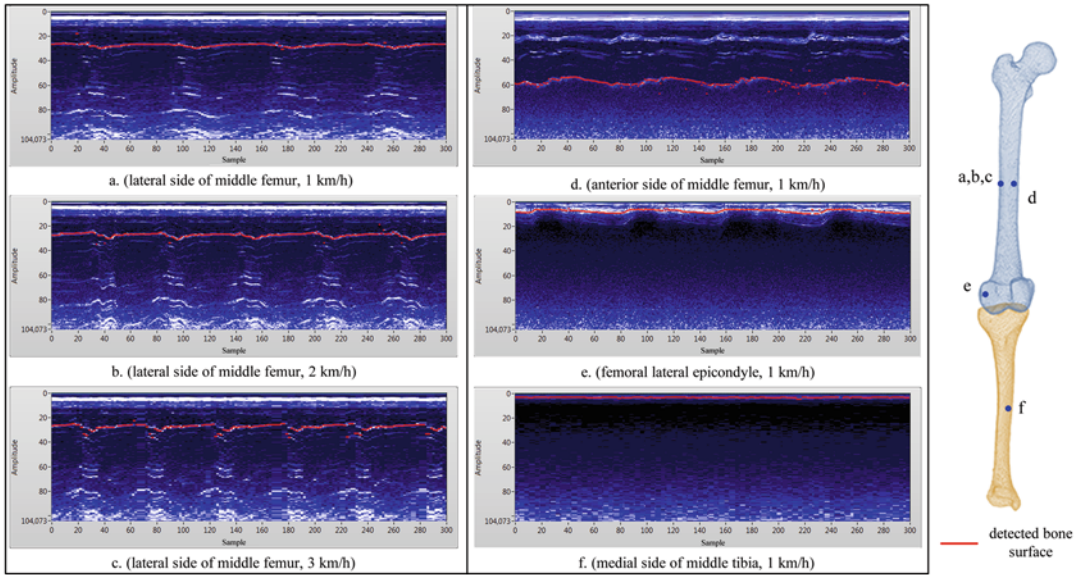 0
20
40
60
80
104,073
Amplitude
0 20 40 60 80 100 120 140 160 180 200 220 240 260 280 300
Sample
a. (lateral side of middle femur, 1 km/h)
0
20
40
60
80
104,073
Amplitude
0 20 40 60 80 100 120 140 160 180 200 220 240 260 280 300
Sample
b. (lateral side of middle femur, 2 km/h)
0
20
40
60
80
104,073
Amplitude
0 20 40 60 80 100 120 140 160 180 200 220 240 260 280 300
Sample
c. (lateral side of middle femur, 3 km/h)
0
20
40
60
80
104,073
Amplitude
0 20 40 60 80 100 120 140 160 180 200 220 240 260 280 300
Sample
d. (anterior side of middle femur, 1 km/h)
0
20
40
60
80
104,073
Amplitude
0 20 40 60 80 100 120 140 160 180 200 220 240 260 280 300
Sample
e. (femoral lateral epicondyle, 1 km/h)
0
20
40
60
80
104,073
Amplitude
0 20 40 60 80 100 120 140 160 180 200 220 240 260 280 300
Sample
f. (medial side of middle tibia, 1 km/h)
a,b,c
d
e
f
detected bone
surface